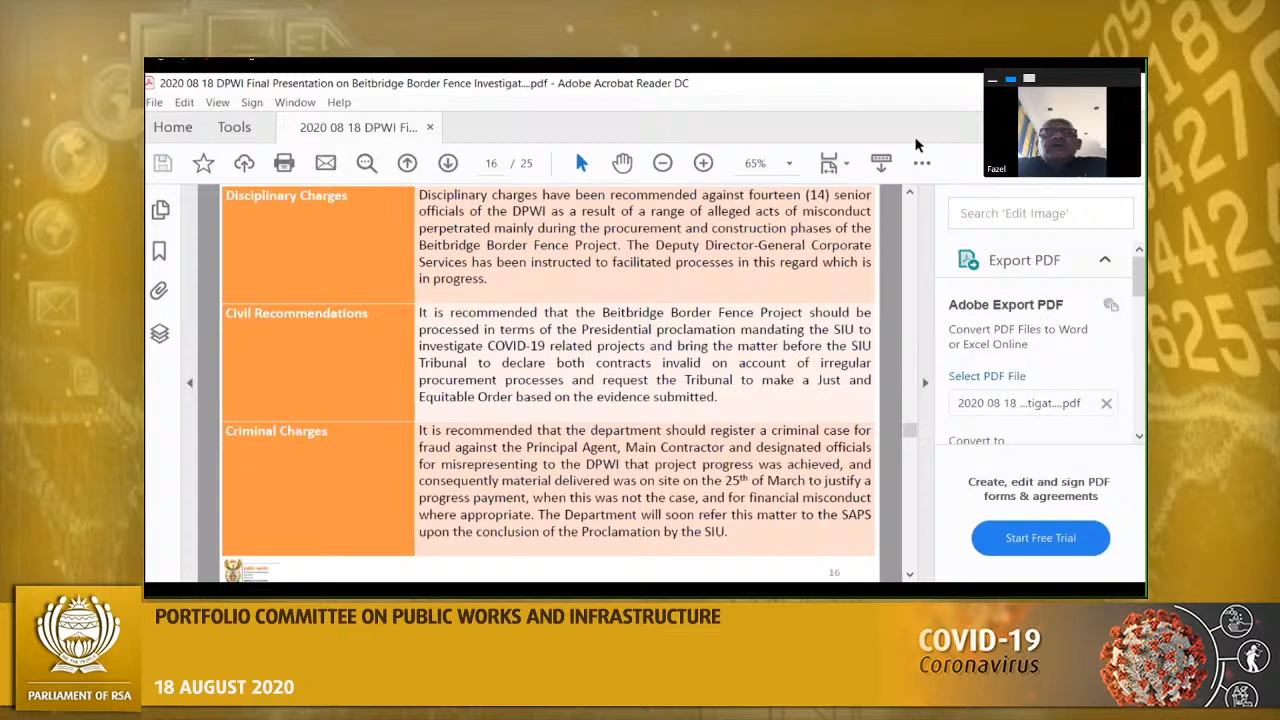 2020 08 18 DPWI Final Presentation on Beitbridge Border Fence Investigat....pdf - Adobe Acrobat Reader DC
File Edit View Sign Window Help
Home Tools 2020 08 18 DPWI Fi... ×
16 / 25 65%
Fazel
Disciplinary Charges
Disciplinary charges have been recommended against fourteen (14) senior
officials of the DPWI as a result of a range of alleged acts of misconduct
perpetrated mainly during the procurement and construction phases of the
Beitbridge Border Fence Project. The Deputy Director-General Corporate
Services has been instructed to facilitated processes in this regard which is
in progress.
Civil Recommendations
It is recommended that the Beitbridge Border Fence Project should be
processed in terms of the Presidential proclamation mandating the SIU to
investigate COVID-19 related projects and bring the matter before the SIU
Tribunal to declare both contracts invalid on account of irregular
procurement processes and request the Tribunal to make a Just and
Equitable Order based on the evidence submitted.
Criminal Charges
It is recommended that the department should register a criminal case for
fraud against the Principal Agent, Main Contractor and designated officials
for misrepresenting to the DPWI that project progress was achieved, and
consequently material delivered was on site on the 25th of March to justify a
progress payment, when this was not the case, and for financial misconduct
where appropriate. The Department will soon refer this matter to the SAPS
upon the conclusion of the Proclamation by the SIU.
16
Search 'Edit Image'
Export PDF
Adobe Export PDF
Convert PDF Files to Word
or Excel Online
Select PDF File
2020 08 18 ...tigat....pdf
Convert to
Create, edit and sign PDF
forms & agreements
Start Free Trial
PORTFOLIO COMMITTEE ON PUBLIC WORKS AND INFRASTRUCTURE
18 AUGUST 2020
PARLIAMENT OF RSA
COVID-19
Coronavirus